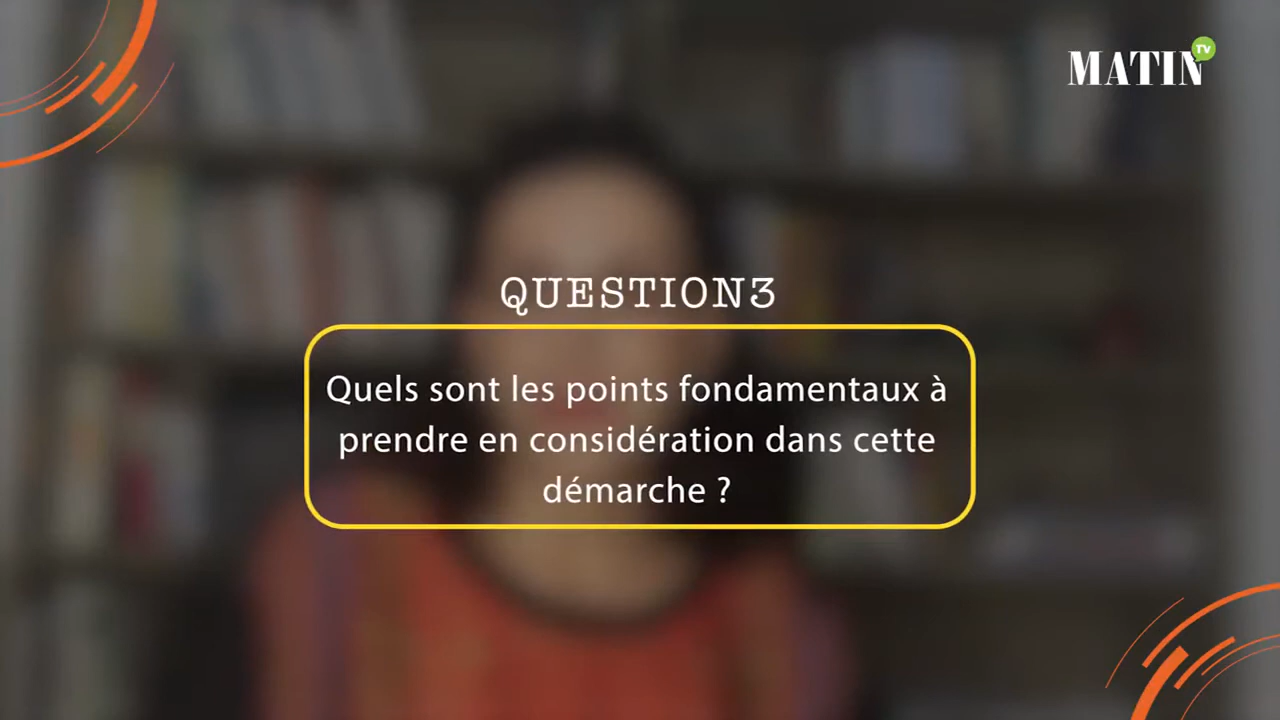 MATIN TV
QUESTION3
Quels sont les points fondamentaux à
prendre en considération dans cette
démarche ?